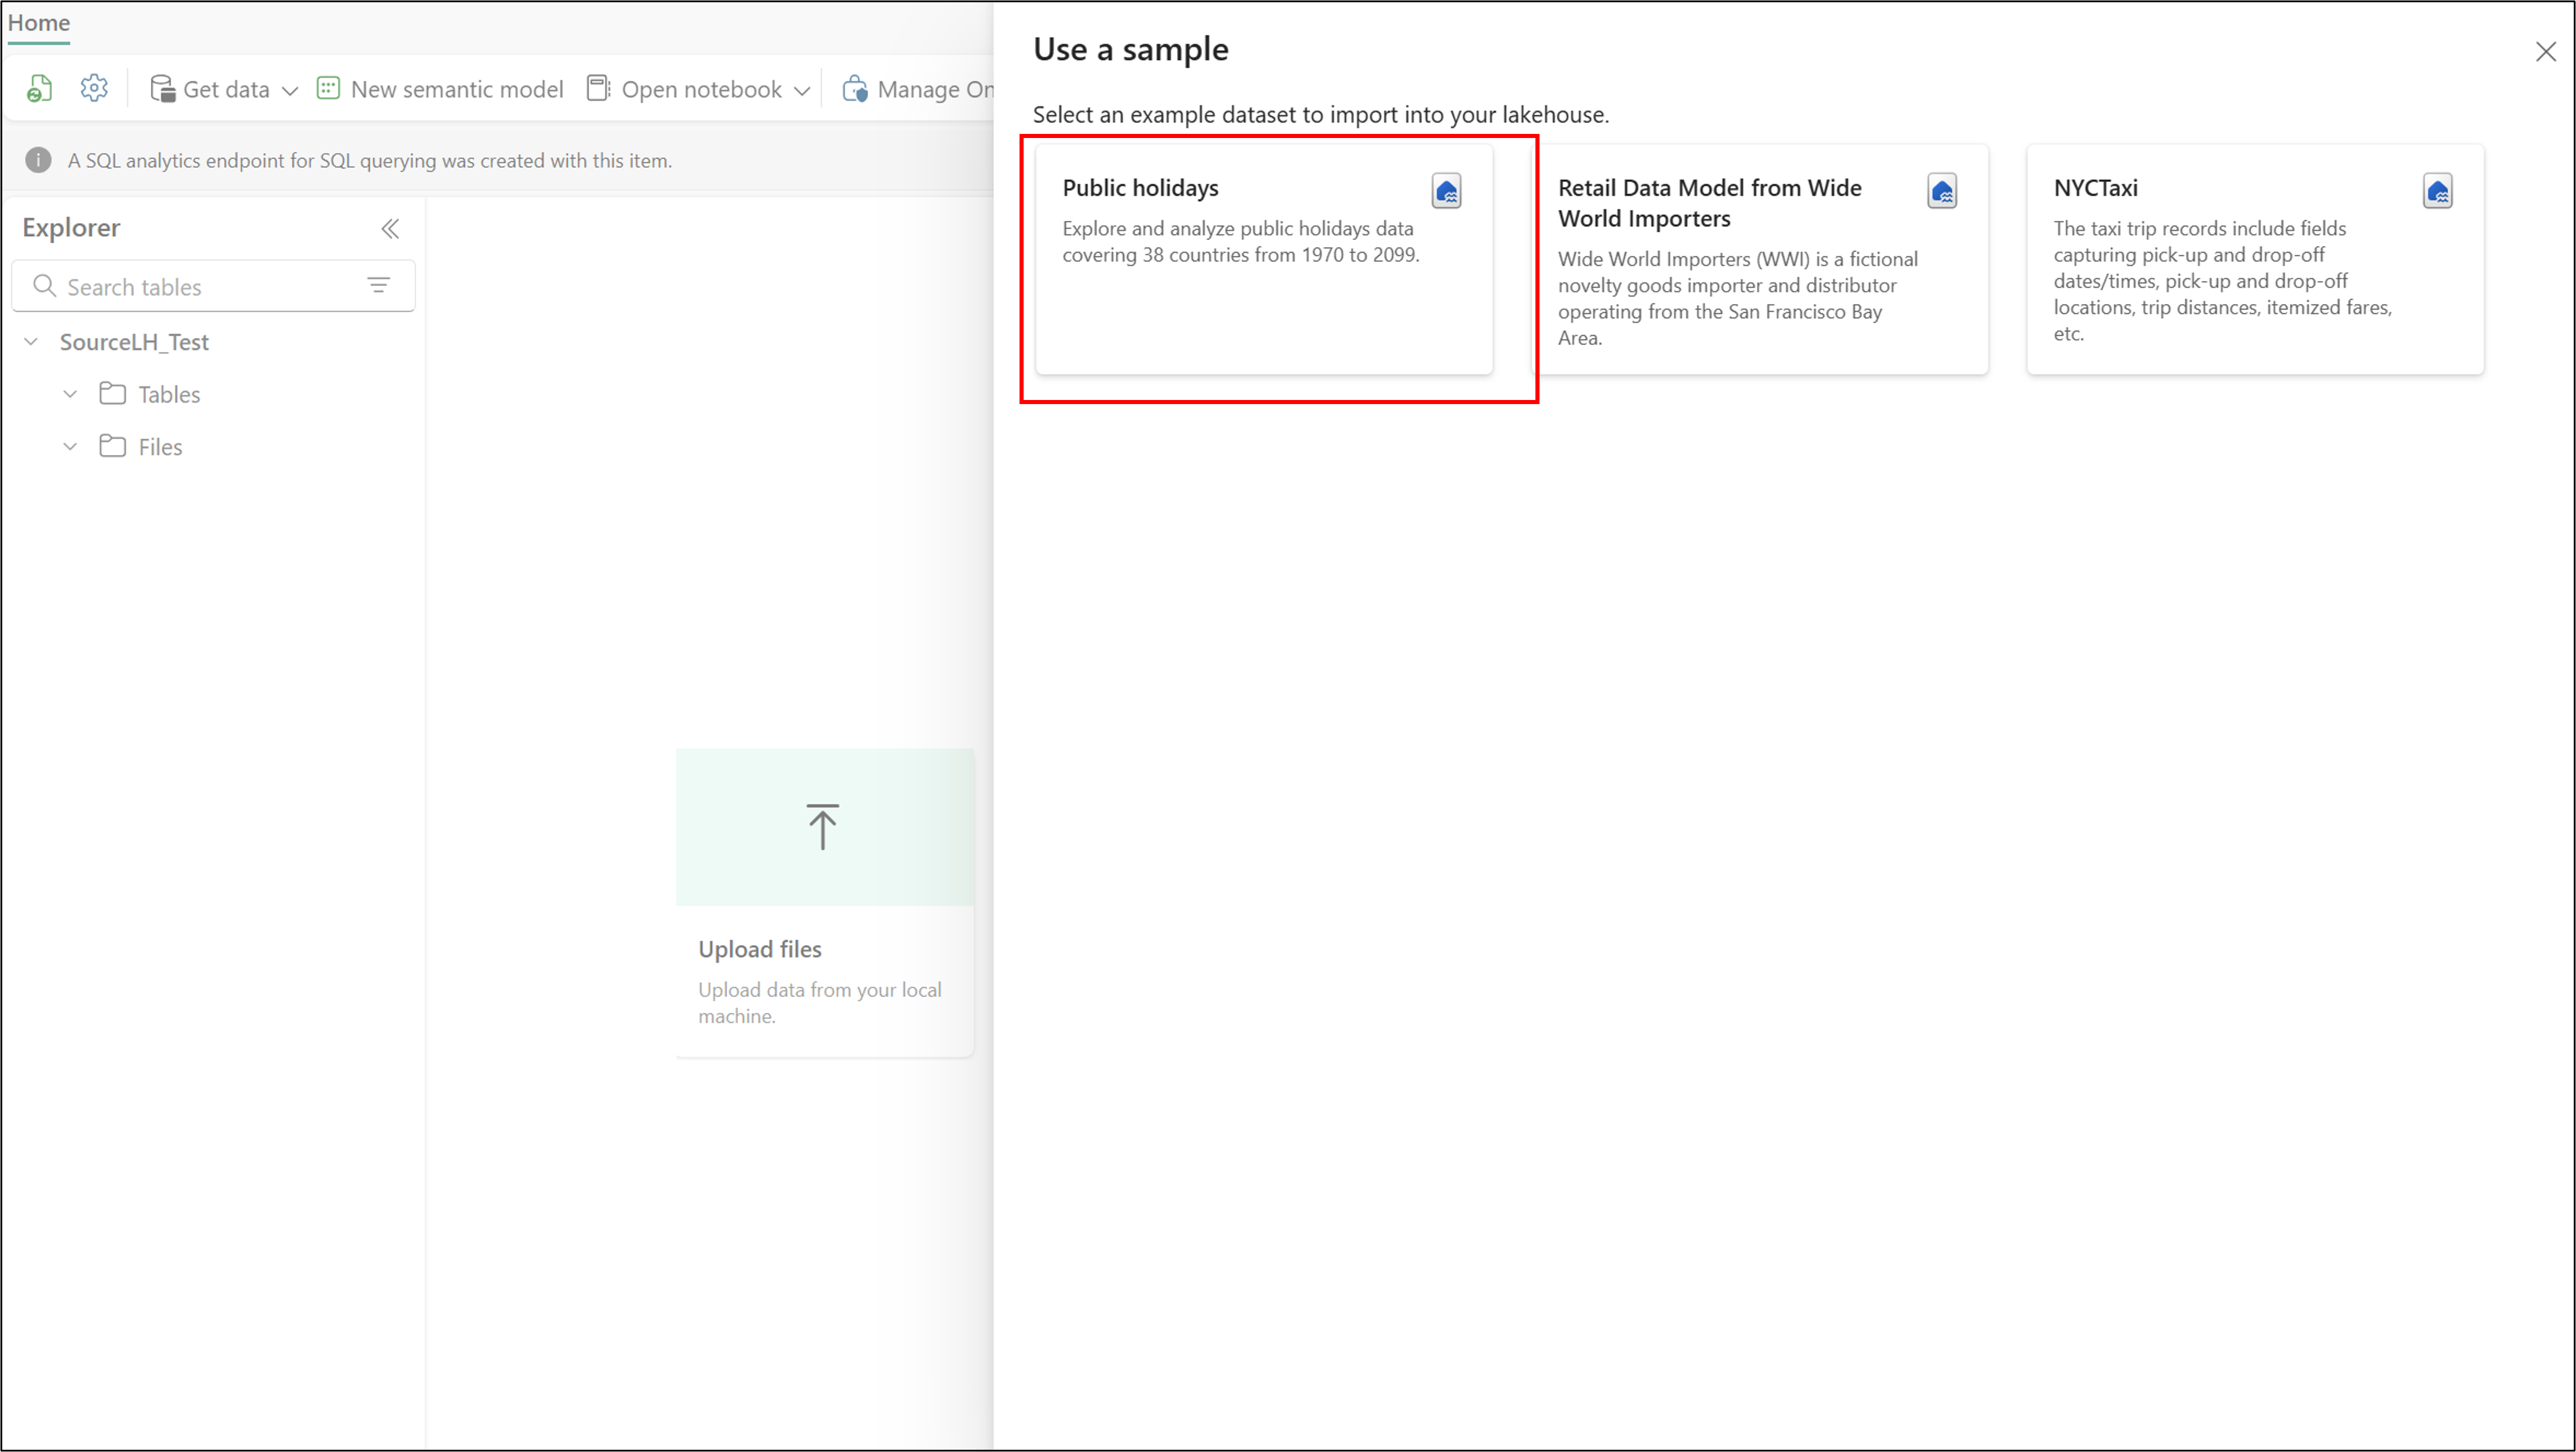 Home
Get data
New semantic model
Open notebook
Manage On
A SQL analytics endpoint for SQL querying was created with this item.
Explorer
Search tables
SourceLH_Test
Tables
Files
Upload files
Upload data from your local
machine.
Use a sample
Select an example dataset to import into your lakehouse.
Public holidays
Explore and analyze public holidays data
covering 38 countries from 1970 to 2099.
Retail Data Model from Wide
World Importers
Wide World Importers (WWI) is a fictional
novelty goods importer and distributor
operating from the San Francisco Bay
Area.
NYCTaxi
The taxi trip records include fields
capturing pick-up and drop-off
dates/times, pick-up and drop-off
locations, trip distances, itemized fares,
etc.